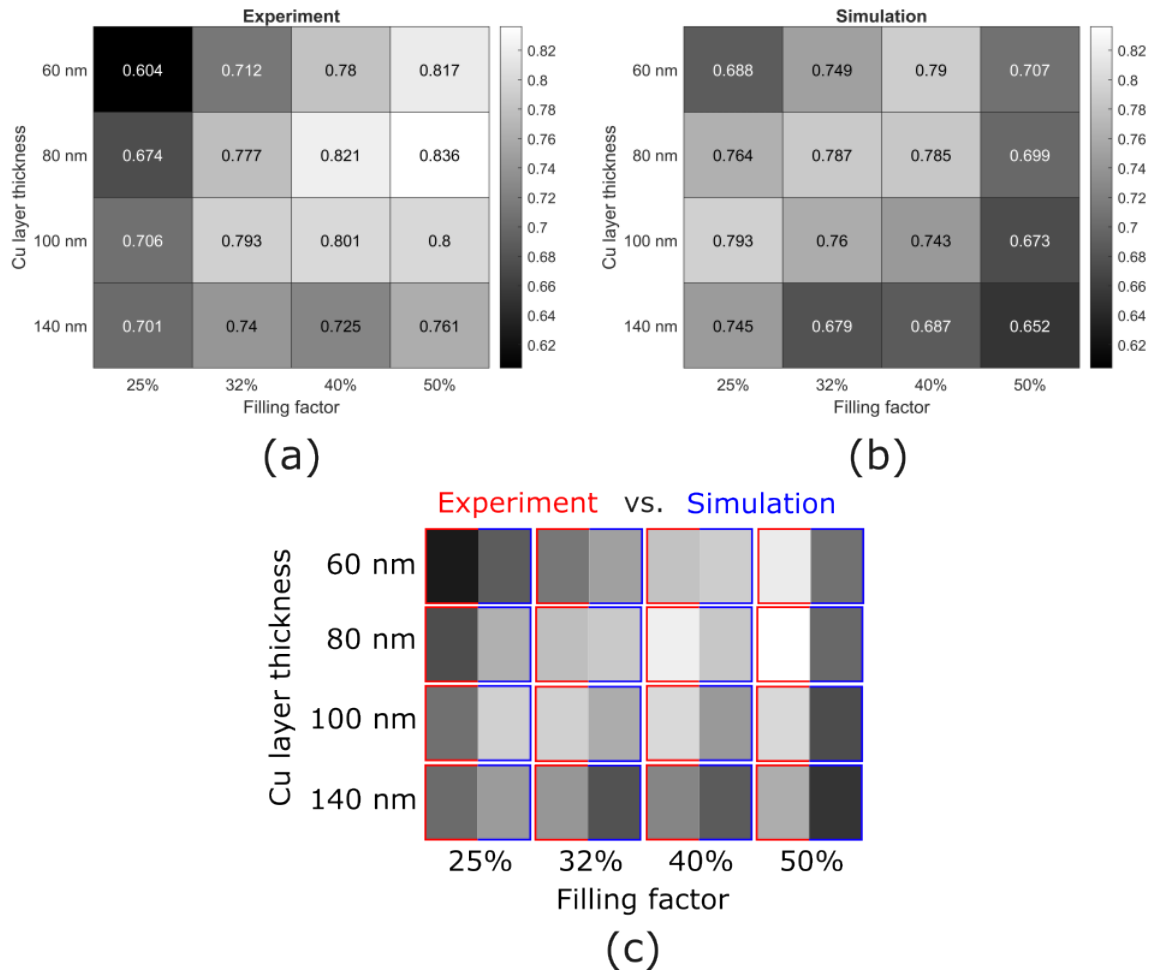 Experiment
60 nm 0.604 0.712 0.78 0.817
80 nm 0.674 0.777 0.821 0.836
100 nm 0.706 0.793 0.801 0.8
140 nm 0.701 0.74 0.725 0.761
25% 32% 40% 50%
Filling factor
Cu layer thickness
0.82
0.8
0.78
0.76
0.74
0.72
0.7
0.68
0.66
0.64
0.62
(a)
Simulation
60 nm 0.688 0.749 0.79 0.707
80 nm 0.764 0.787 0.785 0.699
100 nm 0.793 0.76 0.743 0.673
140 nm 0.745 0.679 0.687 0.652
25% 32% 40% 50%
Filling factor
Cu layer thickness
0.82
0.8
0.78
0.76
0.74
0.72
0.7
0.68
0.66
0.64
0.62
(b)
Experiment vs. Simulation
60 nm
80 nm
100 nm
140 nm
Cu layer thickness
25% 32% 40% 50%
Filling factor
(c)